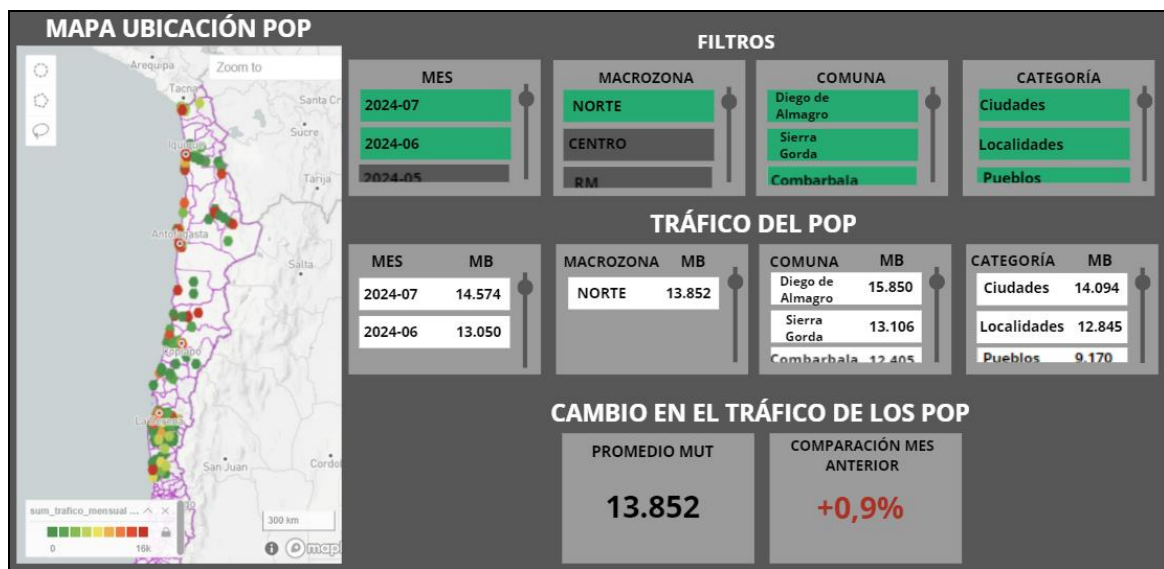 MAPA UBICACIÓN POP
Arequipa
Zoom to
Tacna
Santa Cr
Sucre
Iquique
Tarija
Antofagasta
Salta
Copiapó
La Serena
San Juan
Cordo
sum_trafico_mensual ...
0
16k
300 km
FILTROS
MES
2024-07
2024-06
2024-05
MACROZONA
NORTE
CENTRO
RM
COMUNA
Diego de
Almagro
Sierra
Gorda
Combarbala
CATEGORÍA
Ciudades
Localidades
Pueblos
TRÁFICO DEL POP
MES MB
2024-07 14.574
2024-06 13.050
MACROZONA MB
NORTE 13.852
COMUNA MB
Diego de
Almagro 15.850
Sierra
Gorda 13.106
Combarbala 12.405
CATEGORÍA MB
Ciudades 14.094
Localidades 12.845
Pueblos 9.170
CAMBIO EN EL TRÁFICO DE LOS POP
PROMEDIO MUT
13.852
COMPARACIÓN MES
ANTERIOR
+0,9%